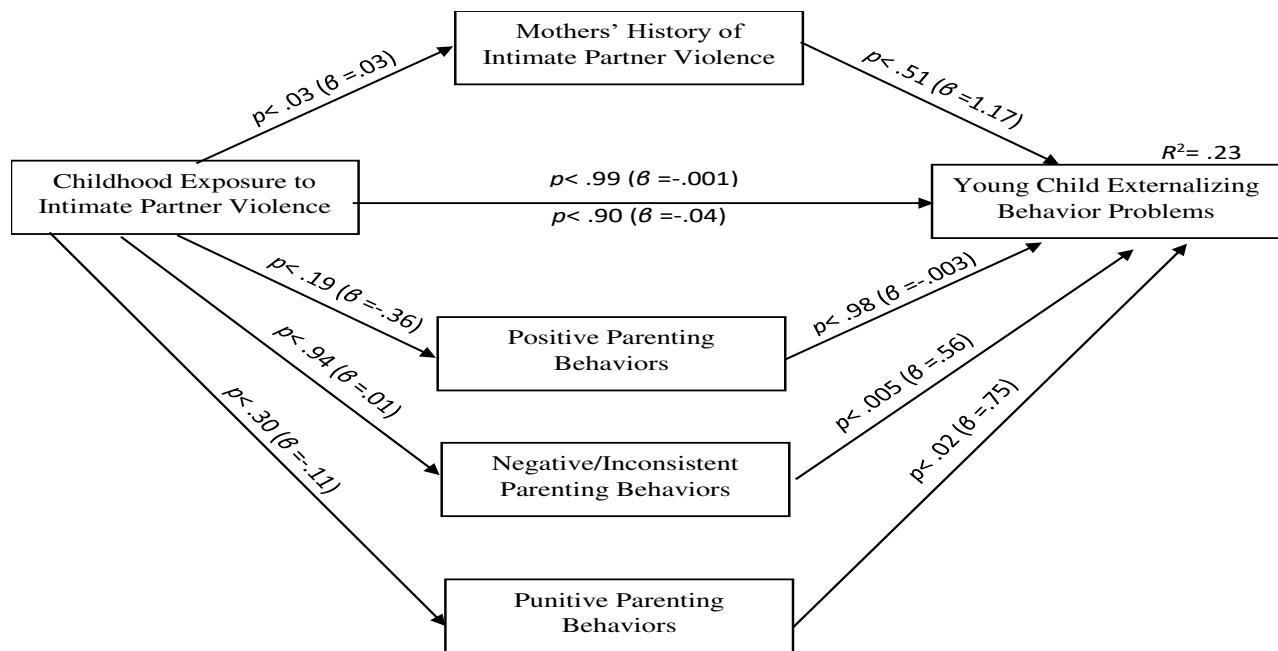 Mothers’ History of
Intimate Partner Violence
p< .03 (β =.03)
p< .51 (β =1.17)
R²= .23
Childhood Exposure to
Intimate Partner Violence
p< .99 (β =-.001)
p< .90 (β =-.04)
Young Child Externalizing
Behavior Problems
p< .19 (β =-.36)
p< .98 (β =-.003)
Positive Parenting
Behaviors
p< .94 (β =.01)
p< .005 (β =.56)
Negative/Inconsistent
Parenting Behaviors
p< .30 (β =-.11)
p< .02 (β =.75)
Punitive Parenting
Behaviors